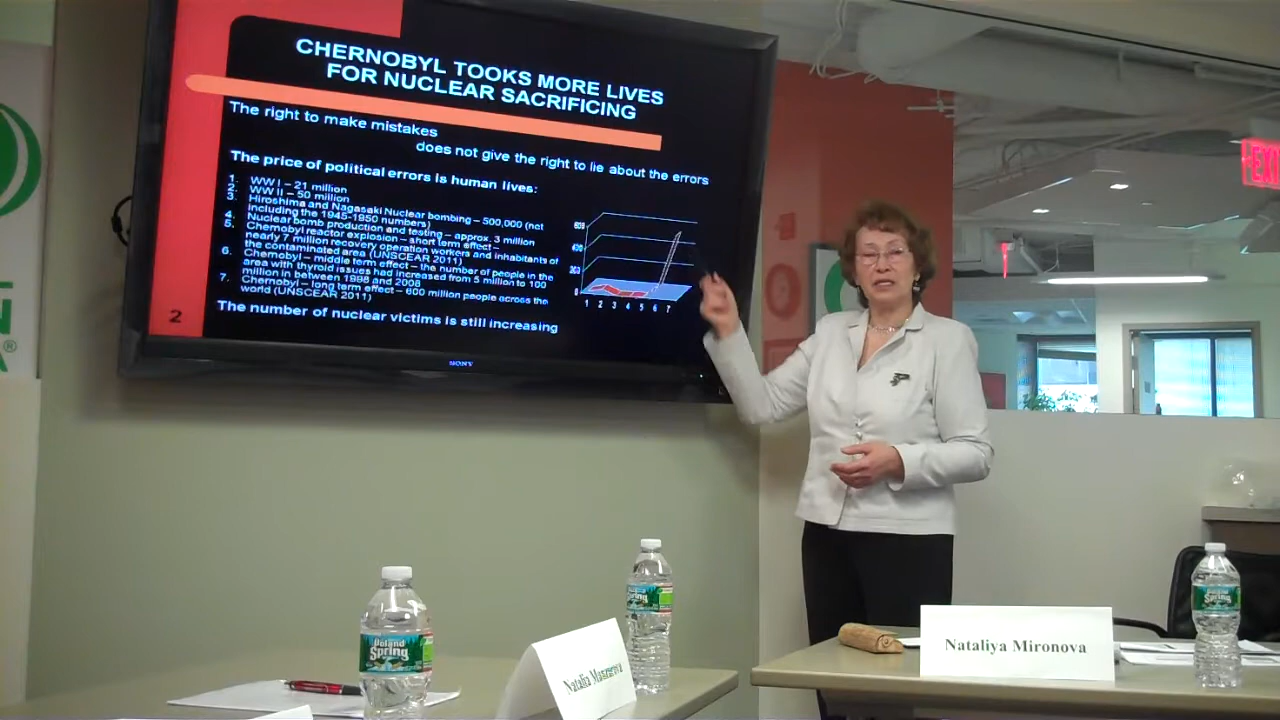 CHERNOBYL TOOKS MORE LIVES
FOR NUCLEAR SACRIFICING
The right to make mistakes
does not give the right to lie about the errors
The price of political errors is human lives:
1. WW I – 21 million
2. WW II – 50 million
3. Hiroshima and Nagasaki Nuclear bombing – 500,000 (not
including the 1945-1950 numbers)
4. Nuclear bomb production and testing – approx. 3 million
5. Chernobyl reactor explosion – short term effect –
nearly 7 million recovery operation workers and inhabitants of
the contaminated area (UNSCEAR 2011)
6. Chernobyl – middle term effect – the number of people in the
area with thyroid issues had increased from 5 million to 100
million in between 1998 and 2008
7. Chernobyl – long term effect – 600 million people across the
world (UNSCEAR 2011)
The number of nuclear victims is still increasing
2
600
400
200
0
1 2 3 4 5 6 7
SONY
EXI
N
A®
Poland
Spring
Natalia
Nataliya Mironova